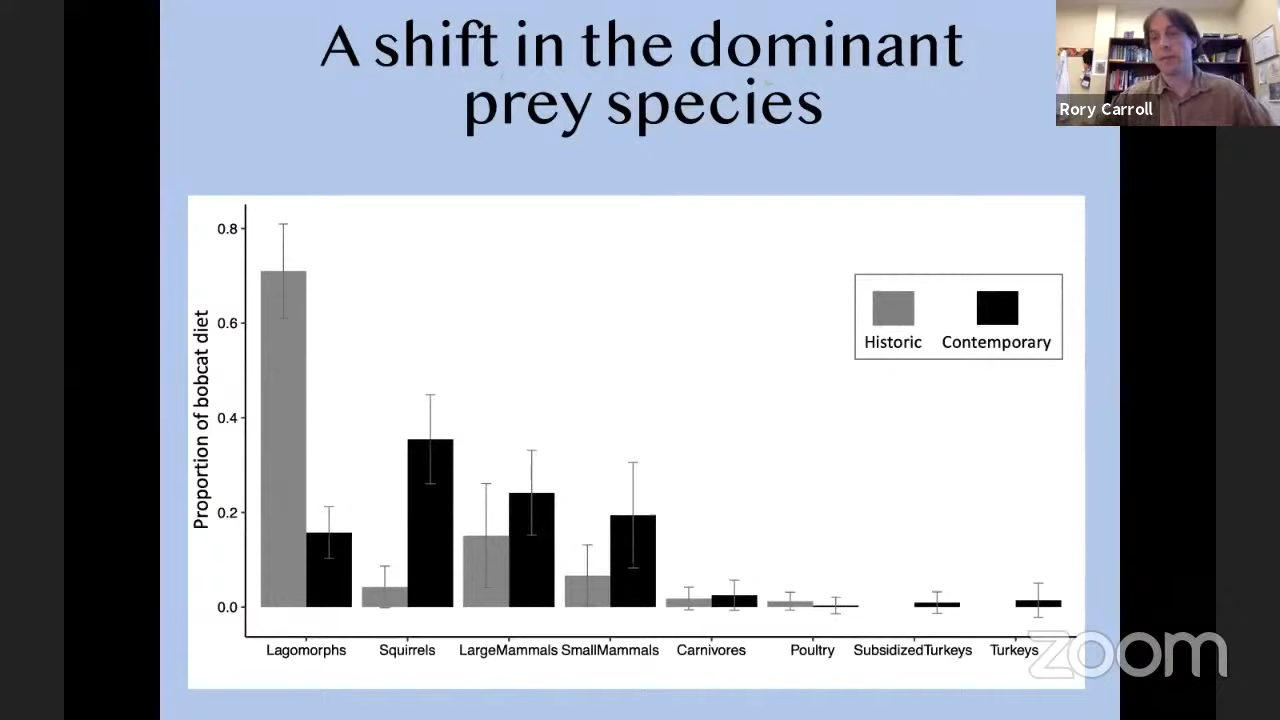 A shift in the dominant
prey species
Rory Carroll
Proportion of bobcat diet
0.8
0.6
0.4
0.2
0.0
Historic
Contemporary
Lagomorphs
Squirrels
LargeMammals
SmallMammals
Carnivores
Poultry
SubsidizedTurkeys
Turkeys
zoom